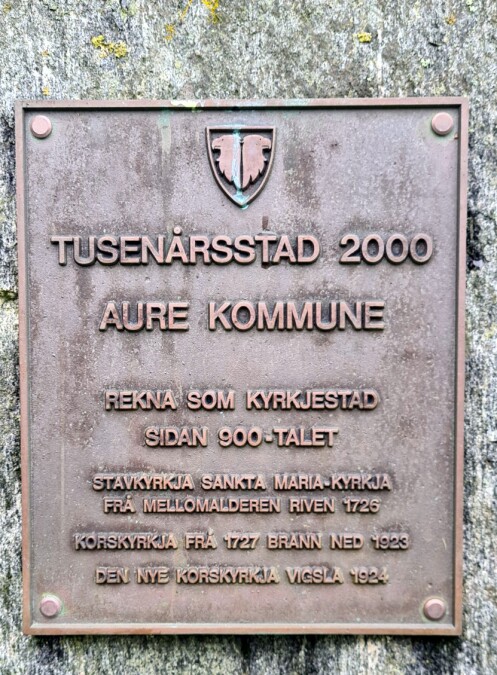 TUSENÅRSSTAD 2000
AURE KOMMUNE
REKNA SOM KYRKJESTAD
SIDAN 900-TALET
STAVKYRKJA SANKTA MARIA-KYRKJA
FRÅ MELLOMALDEREN RIVEN 1726
KORSKYRKJA FRÅ 1727 BRANN NED 1923
DEN NYE KORSKYRKJA VIGSLA 1924